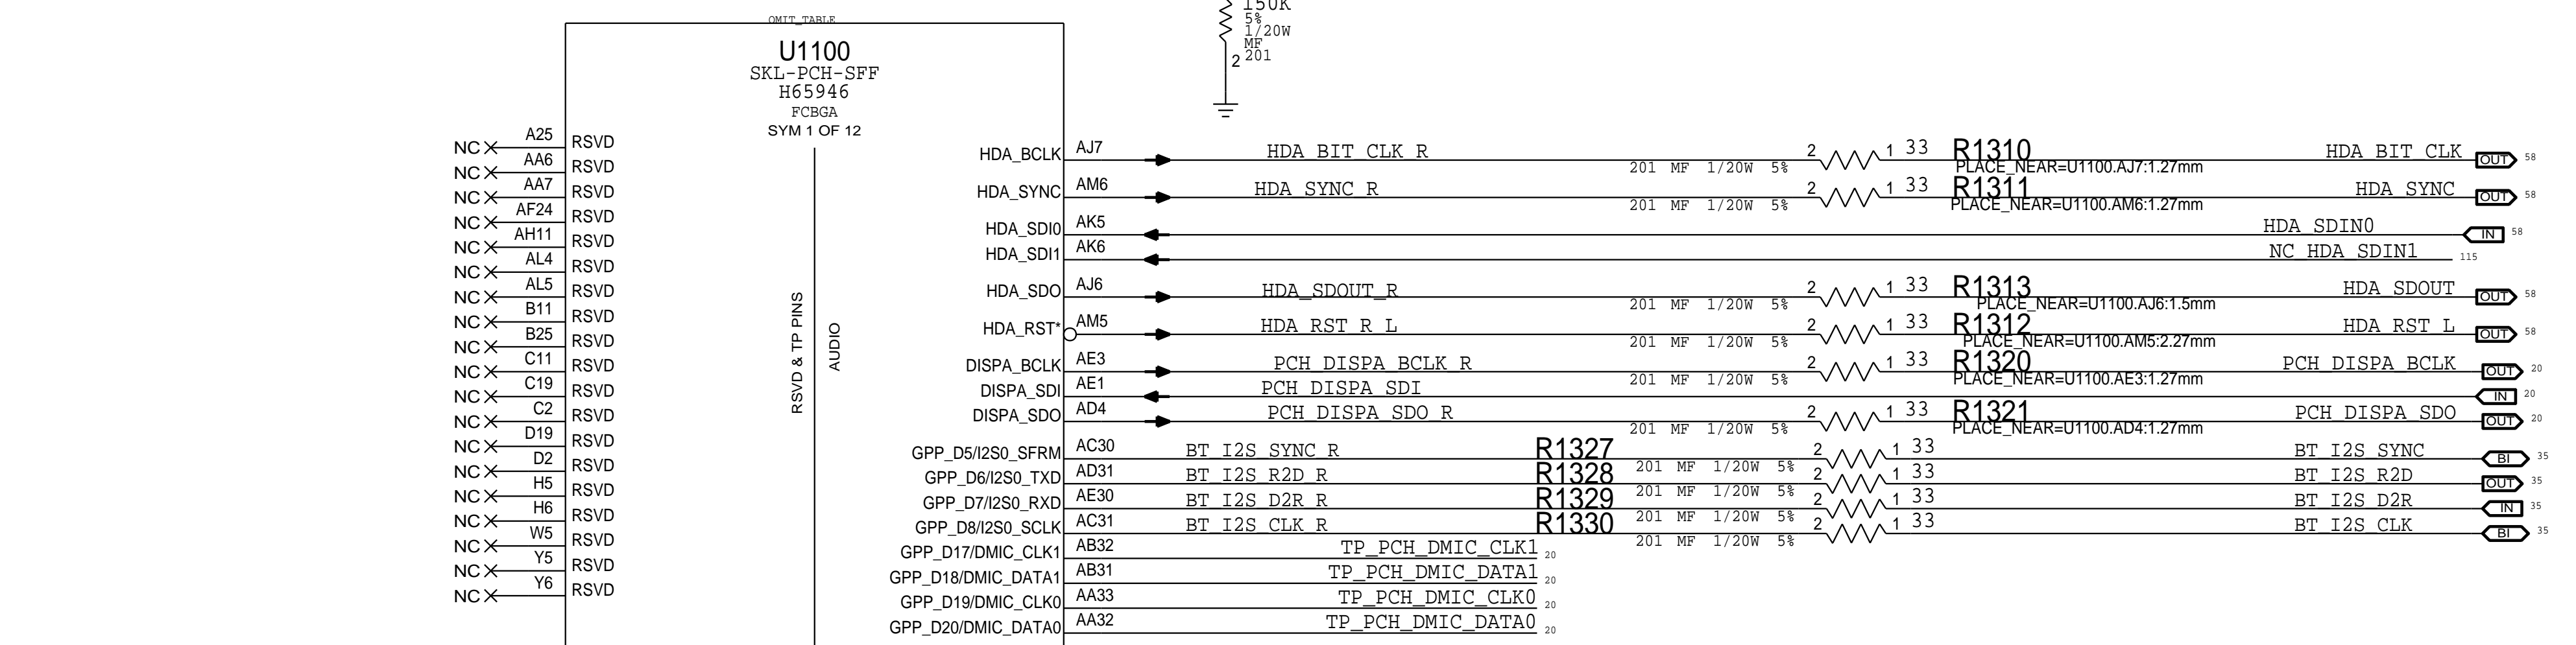 OMIT_TABLE
U1100
SKL-PCH-SFF
H65946
FCBGA
SYM 1 OF 12
150K
5%
1/20W
MF
201
2
NC A25 RSVD
NC AA6 RSVD
NC AA7 RSVD
NC AF24 RSVD
NC AH11 RSVD
NC AL4 RSVD
NC AL5 RSVD
NC B11 RSVD
NC B25 RSVD
NC C11 RSVD
NC C19 RSVD
NC C2 RSVD
NC D19 RSVD
NC D2 RSVD
NC H5 RSVD
NC H6 RSVD
NC W5 RSVD
NC Y5 RSVD
NC Y6 RSVD
RSVD & TP PINS
AUDIO
HDA_BCLK AJ7 HDA_BIT_CLK_R 201 MF 1/20W 5% 2 1 33 R1310 HDA_BIT_CLK OUT 58
PLACE_NEAR=U1100.AJ7:1.27mm
HDA_SYNC AM6 HDA_SYNC_R 201 MF 1/20W 5% 2 1 33 R1311 HDA_SYNC OUT 58
PLACE_NEAR=U1100.AM6:1.27mm
HDA_SDI0 AK5 HDA_SDIN0 IN 58
HDA_SDI1 AK6 NC_HDA_SDIN1 115
HDA_SDO AJ6 HDA_SDOUT_R 201 MF 1/20W 5% 2 1 33 R1313 HDA_SDOUT OUT 58
PLACE_NEAR=U1100.AJ6:1.5mm
HDA_RST* AM5 HDA_RST_R_L 201 MF 1/20W 5% 2 1 33 R1312 HDA_RST_L OUT 58
PLACE_NEAR=U1100.AM5:2.27mm
DISPA_BCLK AE3 PCH_DISPA_BCLK_R 201 MF 1/20W 5% 2 1 33 R1320 PCH_DISPA_BCLK OUT 20
PLACE_NEAR=U1100.AE3:1.27mm
DISPA_SDI AE1 PCH_DISPA_SDI IN 20
DISPA_SDO AD4 PCH_DISPA_SDO_R 201 MF 1/20W 5% 2 1 33 R1321 PCH_DISPA_SDO OUT 20
PLACE_NEAR=U1100.AD4:1.27mm
GPP_D5/I2S0_SFRM AC30 BT_I2S_SYNC_R R1327 201 MF 1/20W 5% 2 1 33 BT_I2S_SYNC BI 35
GPP_D6/I2S0_TXD AD31 BT_I2S_R2D_R R1328 201 MF 1/20W 5% 2 1 33 BT_I2S_R2D OUT 35
GPP_D7/I2S0_RXD AE30 BT_I2S_D2R_R R1329 201 MF 1/20W 5% 2 1 33 BT_I2S_D2R IN 35
GPP_D8/I2S0_SCLK AC31 BT_I2S_CLK_R R1330 201 MF 1/20W 5% 2 1 33 BT_I2S_CLK BI 35
GPP_D17/DMIC_CLK1 AB32 TP_PCH_DMIC_CLK1 20
GPP_D18/DMIC_DATA1 AB31 TP_PCH_DMIC_DATA1 20
GPP_D19/DMIC_CLK0 AA33 TP_PCH_DMIC_CLK0 20
GPP_D20/DMIC_DATA0 AA32 TP_PCH_DMIC_DATA0 20